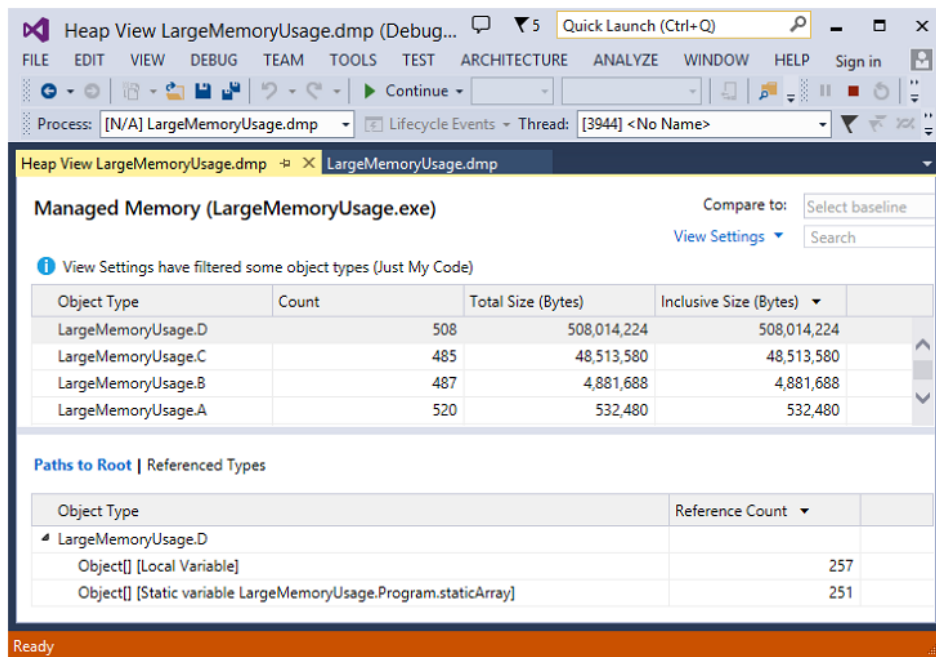 Heap View LargeMemoryUsage.dmp (Debug... 5 Quick Launch (Ctrl+Q)
FILE EDIT VIEW DEBUG TEAM TOOLS TEST ARCHITECTURE ANALYZE WINDOW HELP Sign in
Continue
Process: [N/A] LargeMemoryUsage.dmp Lifecycle Events Thread: [3944] <No Name>
Heap View LargeMemoryUsage.dmp LargeMemoryUsage.dmp
Managed Memory (LargeMemoryUsage.exe) Compare to: Select baseline
View Settings Search
View Settings have filtered some object types (Just My Code)
Object Type Count Total Size (Bytes) Inclusive Size (Bytes)
LargeMemoryUsage.D 508 508,014,224 508,014,224
LargeMemoryUsage.C 485 48,513,580 48,513,580
LargeMemoryUsage.B 487 4,881,688 4,881,688
LargeMemoryUsage.A 520 532,480 532,480
Paths to Root | Referenced Types
Object Type Reference Count
LargeMemoryUsage.D
Object[] [Local Variable] 257
Object[] [Static variable LargeMemoryUsage.Program.staticArray] 251
Ready